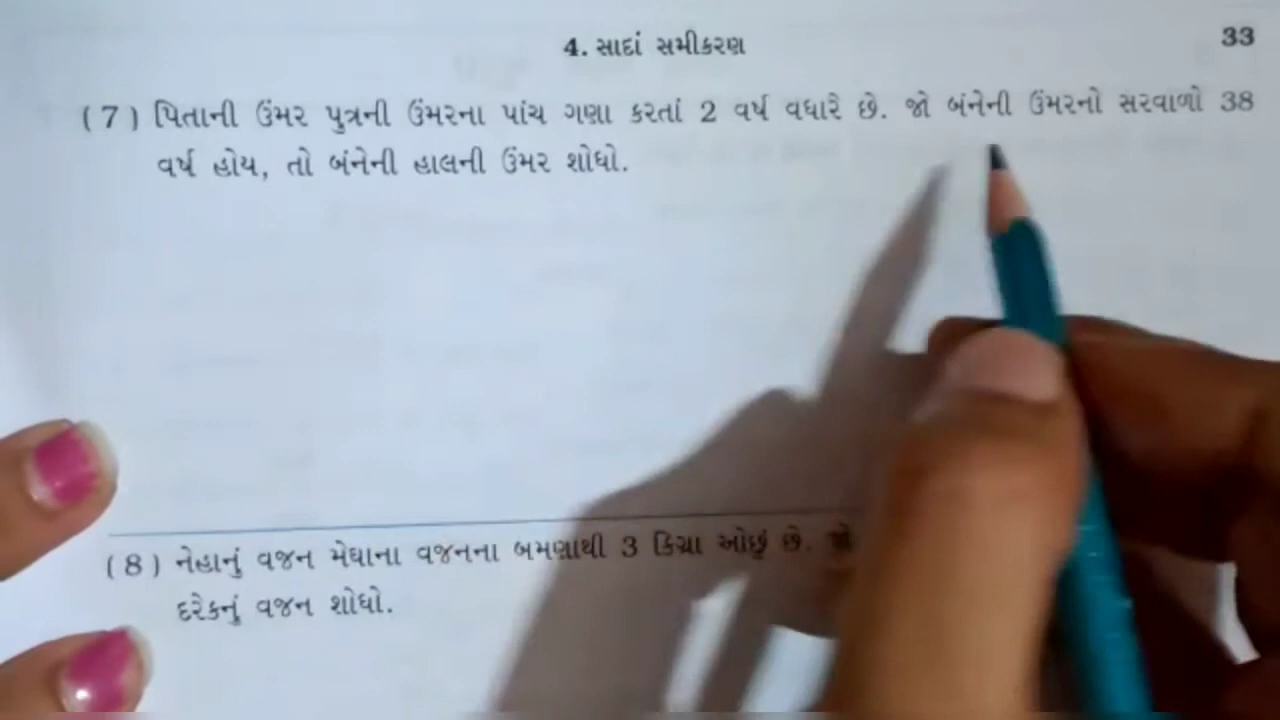 4. સાદાં સમીકરણ
33
(7) પિતાની ઉંમર પુત્રની ઉંમરના પાંચ ગણા કરતાં 2 વર્ષ વધારે છે. જો બંનેની ઉંમરનો સરવાળો 38
વર્ષ હોય, તો બંનેની હાલની ઉંમર શોધો.
(8) નેહાનું વજન મેઘાના વજનના બમણાથી 3 કિગ્રા ઓછું છે. જો
દરેકનું વજન શોધો.